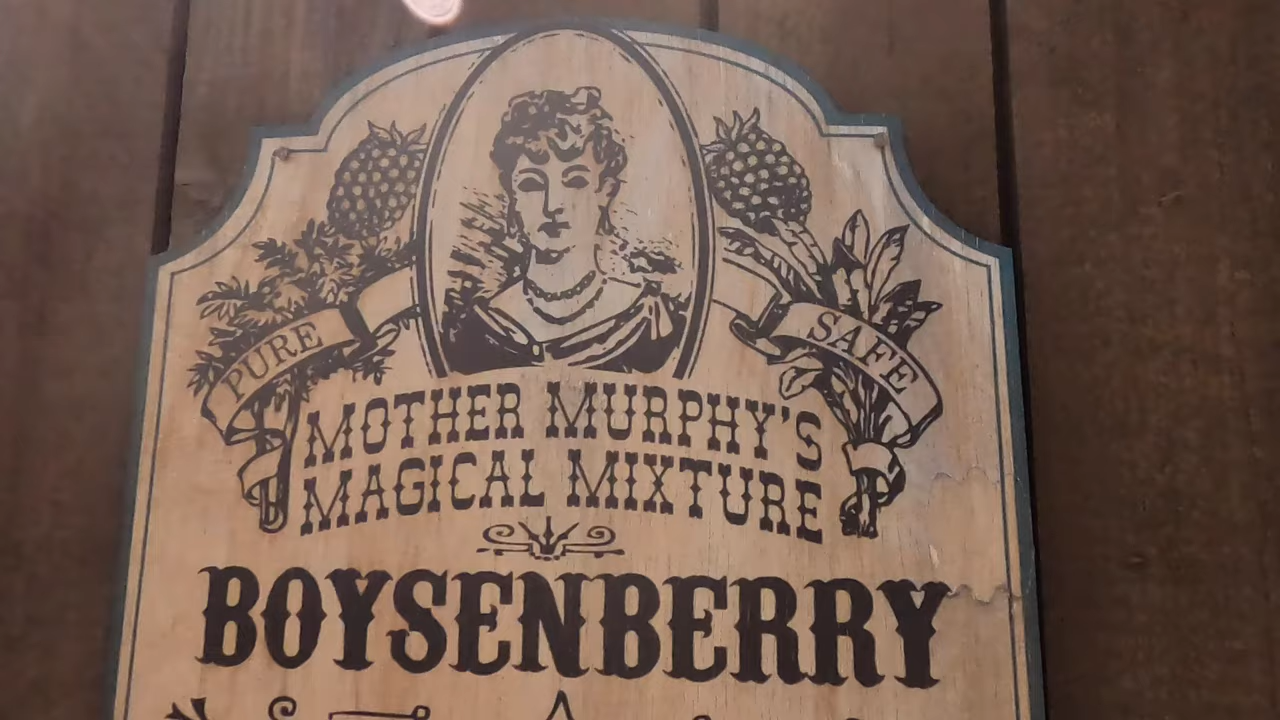 PURE
SAFE
MOTHER MURPHY'S
MAGICAL MIXTURE
BOYSENBERRY